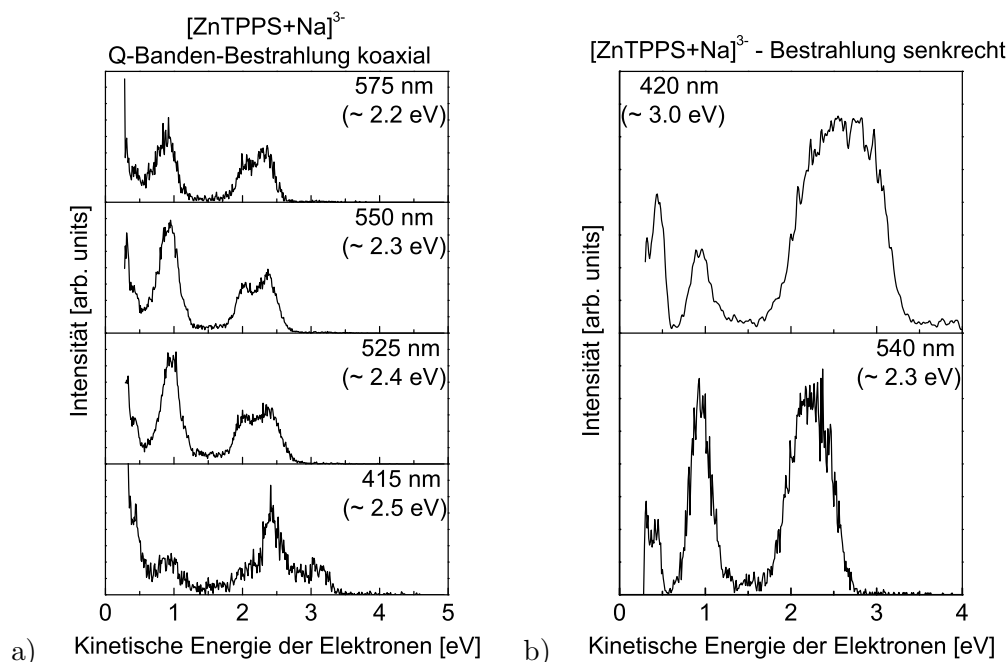 [ZnTPPS+Na]³⁻
Q-Banden-Bestrahlung koaxial
575 nm
(~ 2.2 eV)
550 nm
(~ 2.3 eV)
525 nm
(~ 2.4 eV)
415 nm
(~ 2.5 eV)
Intensität [arb. units]
0 1 2 3 4 5
Kinetische Energie der Elektronen [eV]
a)
[ZnTPPS+Na]³⁻ - Bestrahlung senkrecht
420 nm
(~ 3.0 eV)
540 nm
(~ 2.3 eV)
Intensität [arb. units]
0 1 2 3 4
Kinetische Energie der Elektronen [eV]
b)